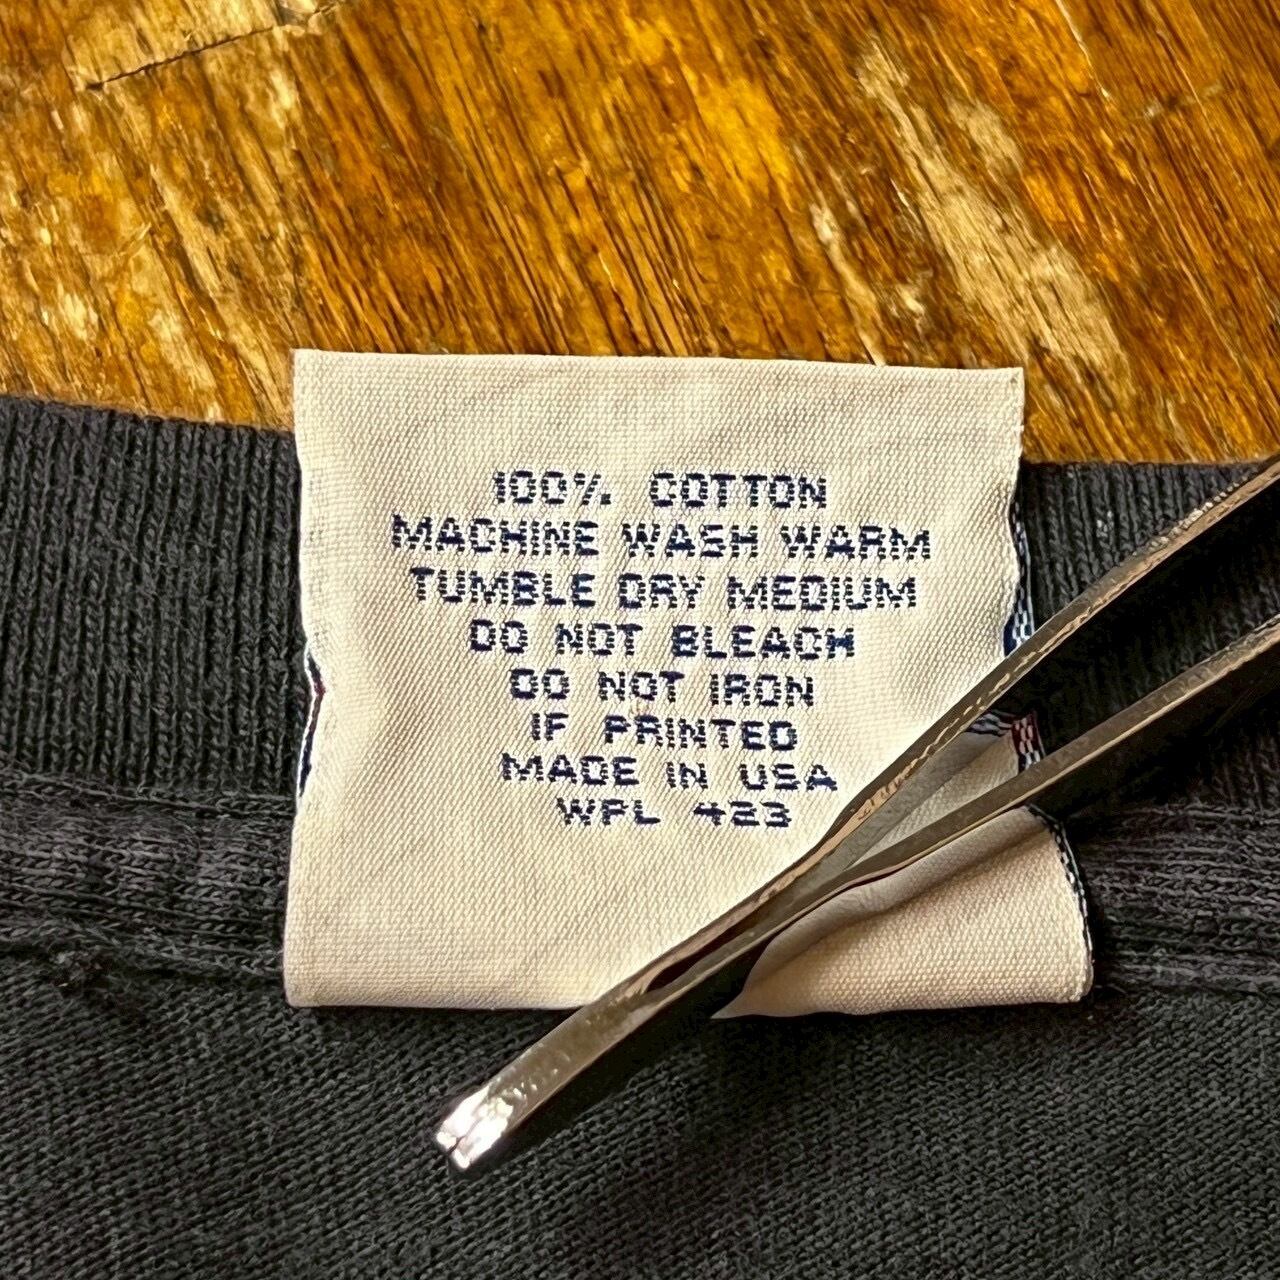 100% COTTON
MACHINE WASH WARM
TUMBLE DRY MEDIUM
DO NOT BLEACH
DO NOT IRON
IF PRINTED
MADE IN USA
WPL 423